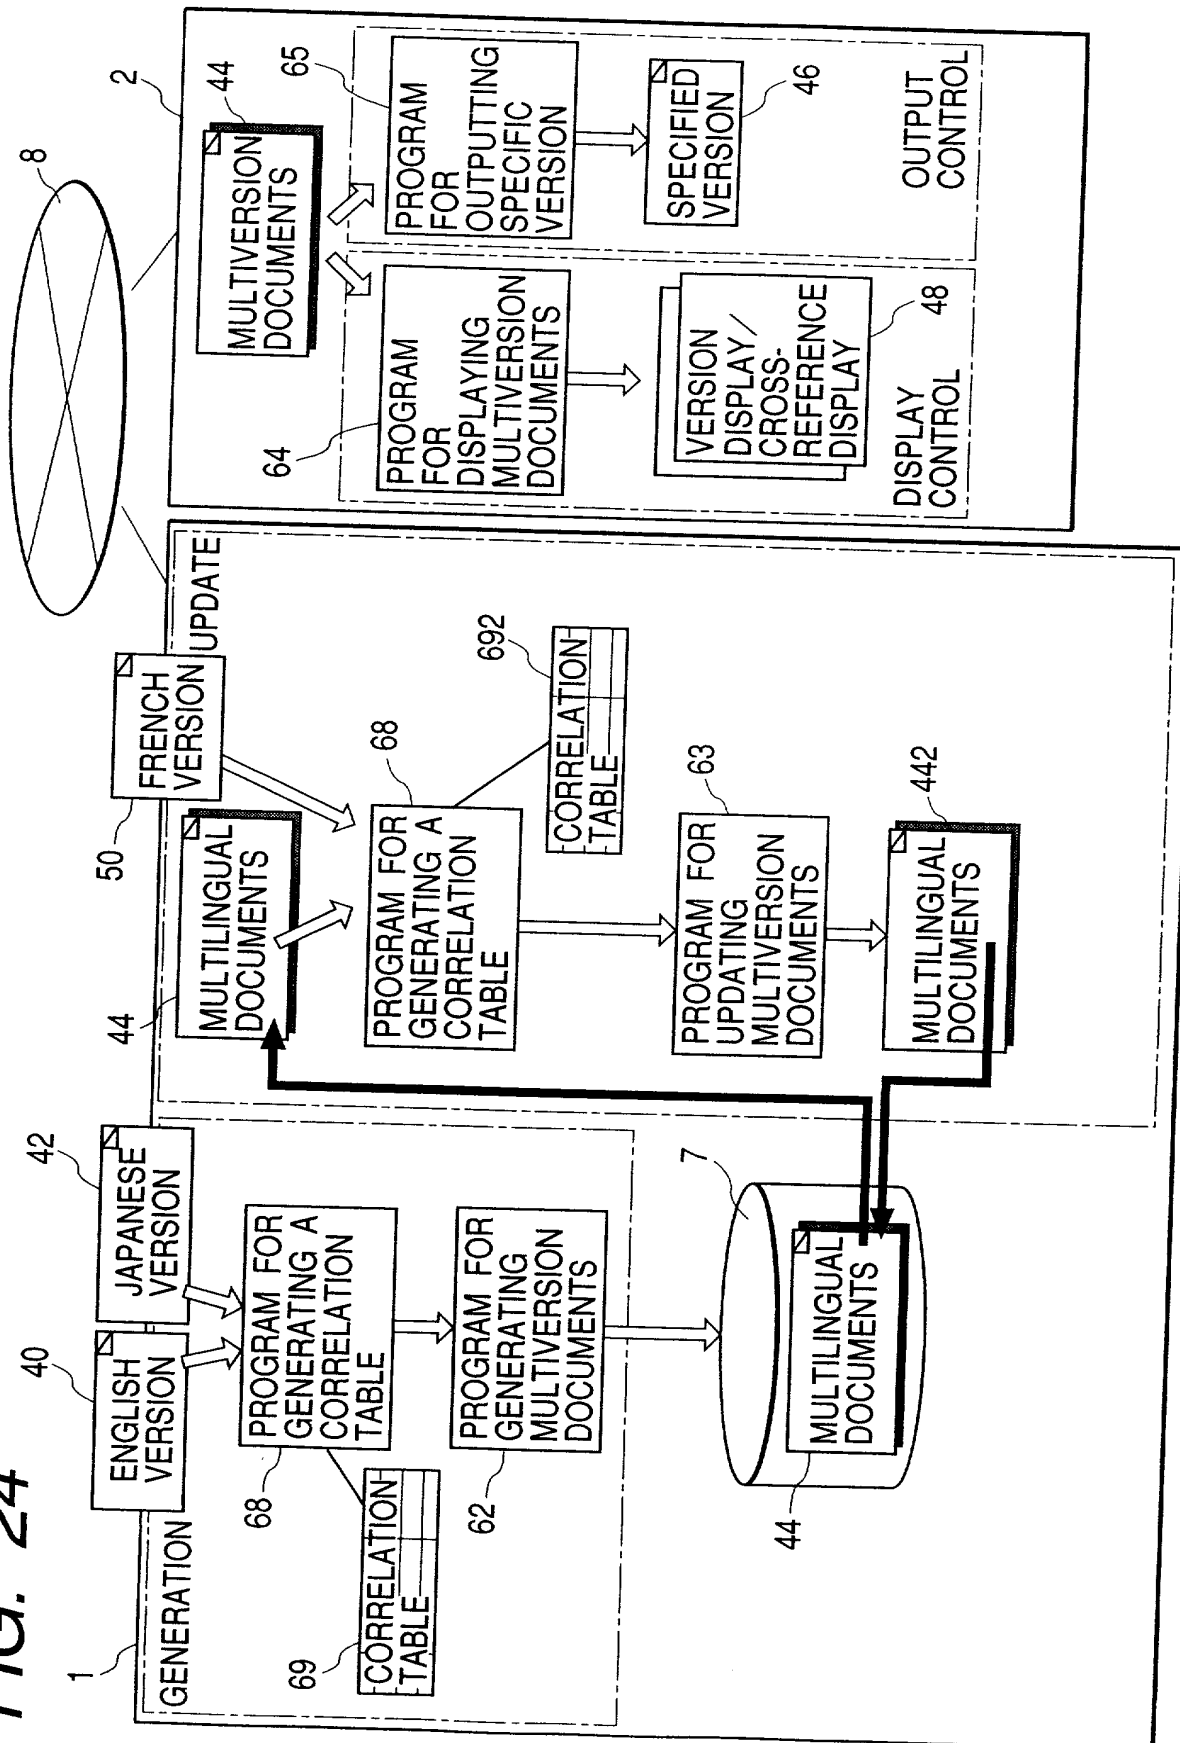 FIG. 24
1
GENERATION
40
ENGLISH
VERSION
42
JAPANESE
VERSION
68
PROGRAM FOR
GENERATING A
CORRELATION
TABLE
69
CORRELATION
TABLE
62
PROGRAM FOR
GENERATING
MULTIVERSION
DOCUMENTS
7
44
MULTILINGUAL
DOCUMENTS
UPDATE
44
MULTILINGUAL
DOCUMENTS
50
FRENCH
VERSION
68
PROGRAM FOR
GENERATING A
CORRELATION
TABLE
692
CORRELATION
TABLE
63
PROGRAM FOR
UPDATING
MULTIVERSION
DOCUMENTS
442
MULTILINGUAL
DOCUMENTS
8
2
44
MULTIVERSION
DOCUMENTS
64
PROGRAM
FOR
DISPLAYING
MULTIVERSION
DOCUMENTS
48
VERSION
DISPLAY/
CROSS-
REFERENCE
DISPLAY
DISPLAY
CONTROL
65
PROGRAM
FOR
OUTPUTTING
SPECIFIC
VERSION
46
SPECIFIED
VERSION
OUTPUT
CONTROL